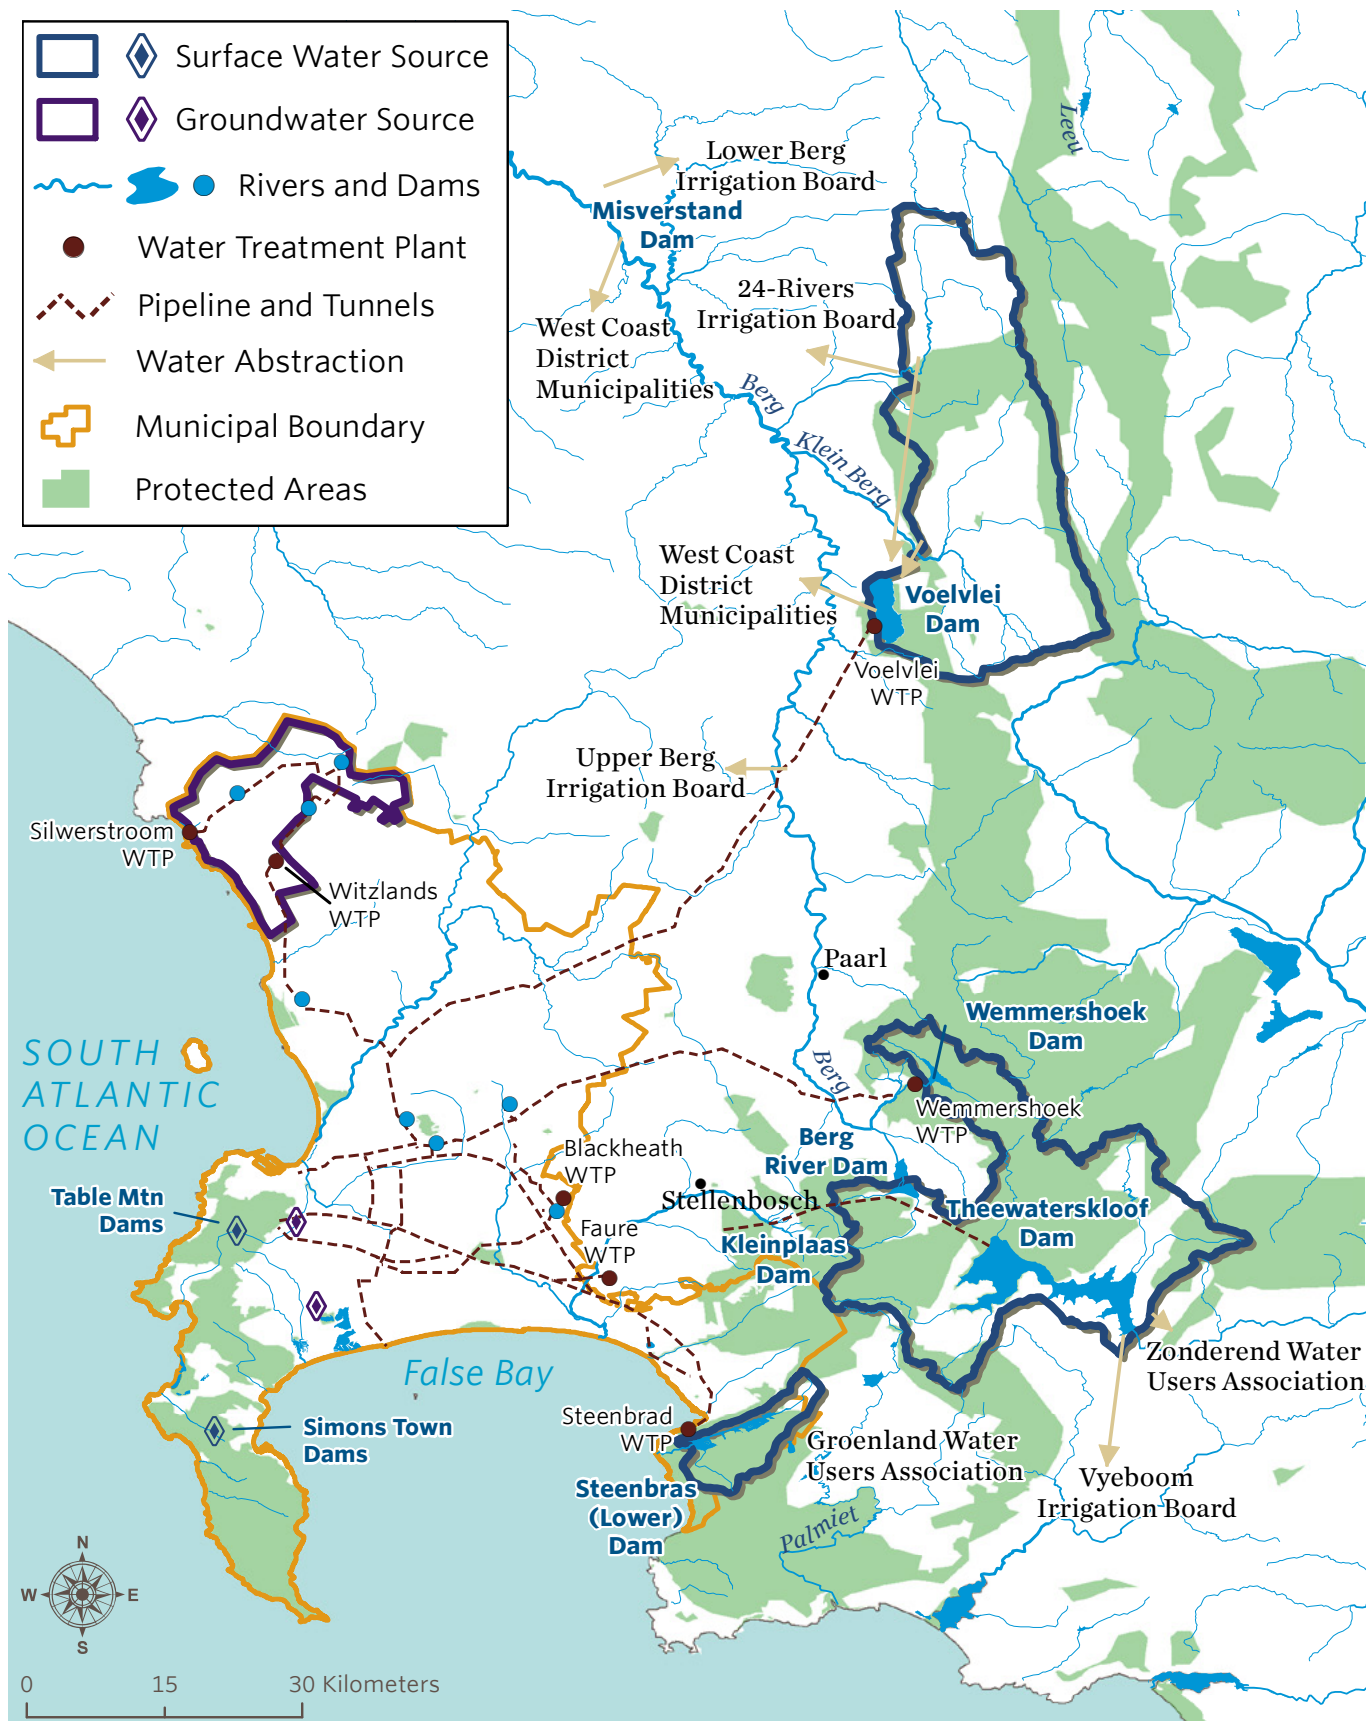 Surface Water Source
Groundwater Source
Rivers and Dams
Water Treatment Plant
Pipeline and Tunnels
Water Abstraction
Municipal Boundary
Protected Areas
Leeu
Lower Berg
Irrigation Board
Misverstand
Dam
24-Rivers
Irrigation Board
West Coast
District
Municipalities
Berg
Klein Berg
West Coast
District
Municipalities
Voelvlei
Dam
Voelvlei
WTP
Upper Berg
Irrigation Board
Silwerstroom
WTP
Witzlands
WTP
Paarl
Wemmershoek
Dam
SOUTH
ATLANTIC
OCEAN
Berg
Wemmershoek
WTP
Blackheath
WTP
Berg
River Dam
Table Mtn
Dams
Stellenbosch
Theewaterskloof
Dam
Faure
WTP
Kleinplaas
Dam
False Bay
Zonderend Water
Users Association
Simons Town
Dams
Steenbrad
WTP
Groenland Water
Users Association
Vyeboom
Irrigation Board
Steenbras
(Lower)
Dam
Palmiet
N
W E
S
0 15 30 Kilometers